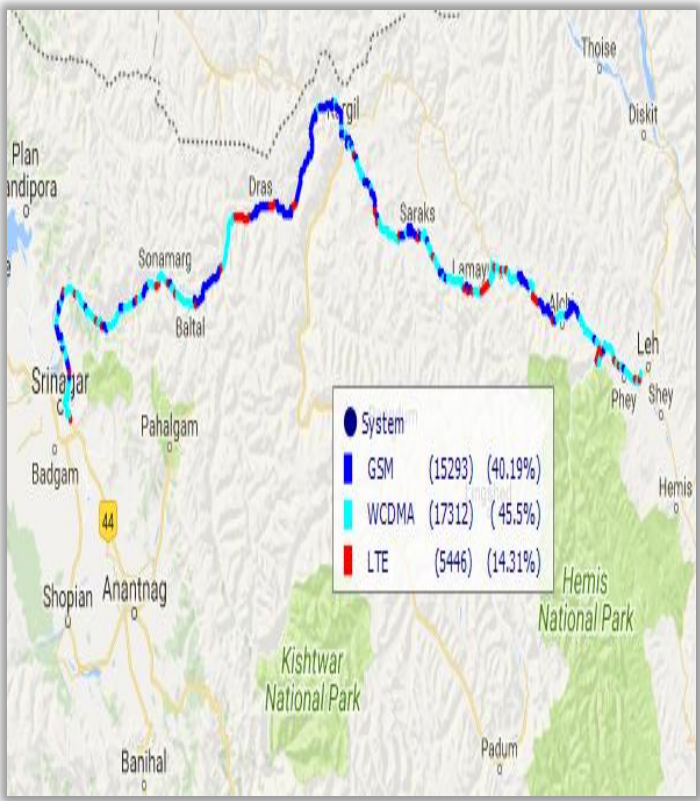 Thoise
Diskit
Plan
andipora
Kargil
Dras
Saraks
Sonamarg
Lamay
Baltal
Alchi
Leh
Srinagar
Phey
Shey
Pahalgam
Badgam
Hemis
44
System
GSM (15293) (40.19%)
WCDMA (17312) ( 45.5%)
LTE (5446) (14.31%)
Shopian
Anantnag
Hemis
National Park
Kishtwar
National Park
Padum
Banihal